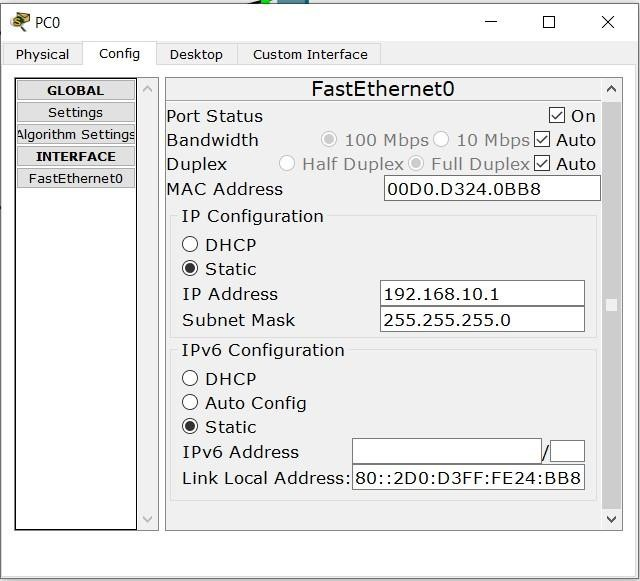 PC0
Physical Config Desktop Custom Interface
GLOBAL
Settings
Algorithm Settings
INTERFACE
FastEthernet0
FastEthernet0
Port Status On
Bandwidth 100 Mbps 10 Mbps Auto
Duplex Half Duplex Full Duplex Auto
MAC Address 00D0.D324.0BB8
IP Configuration
DHCP
Static
IP Address 192.168.10.1
Subnet Mask 255.255.255.0
IPv6 Configuration
DHCP
Auto Config
Static
IPv6 Address /
Link Local Address: 80::2D0:D3FF:FE24:BB8